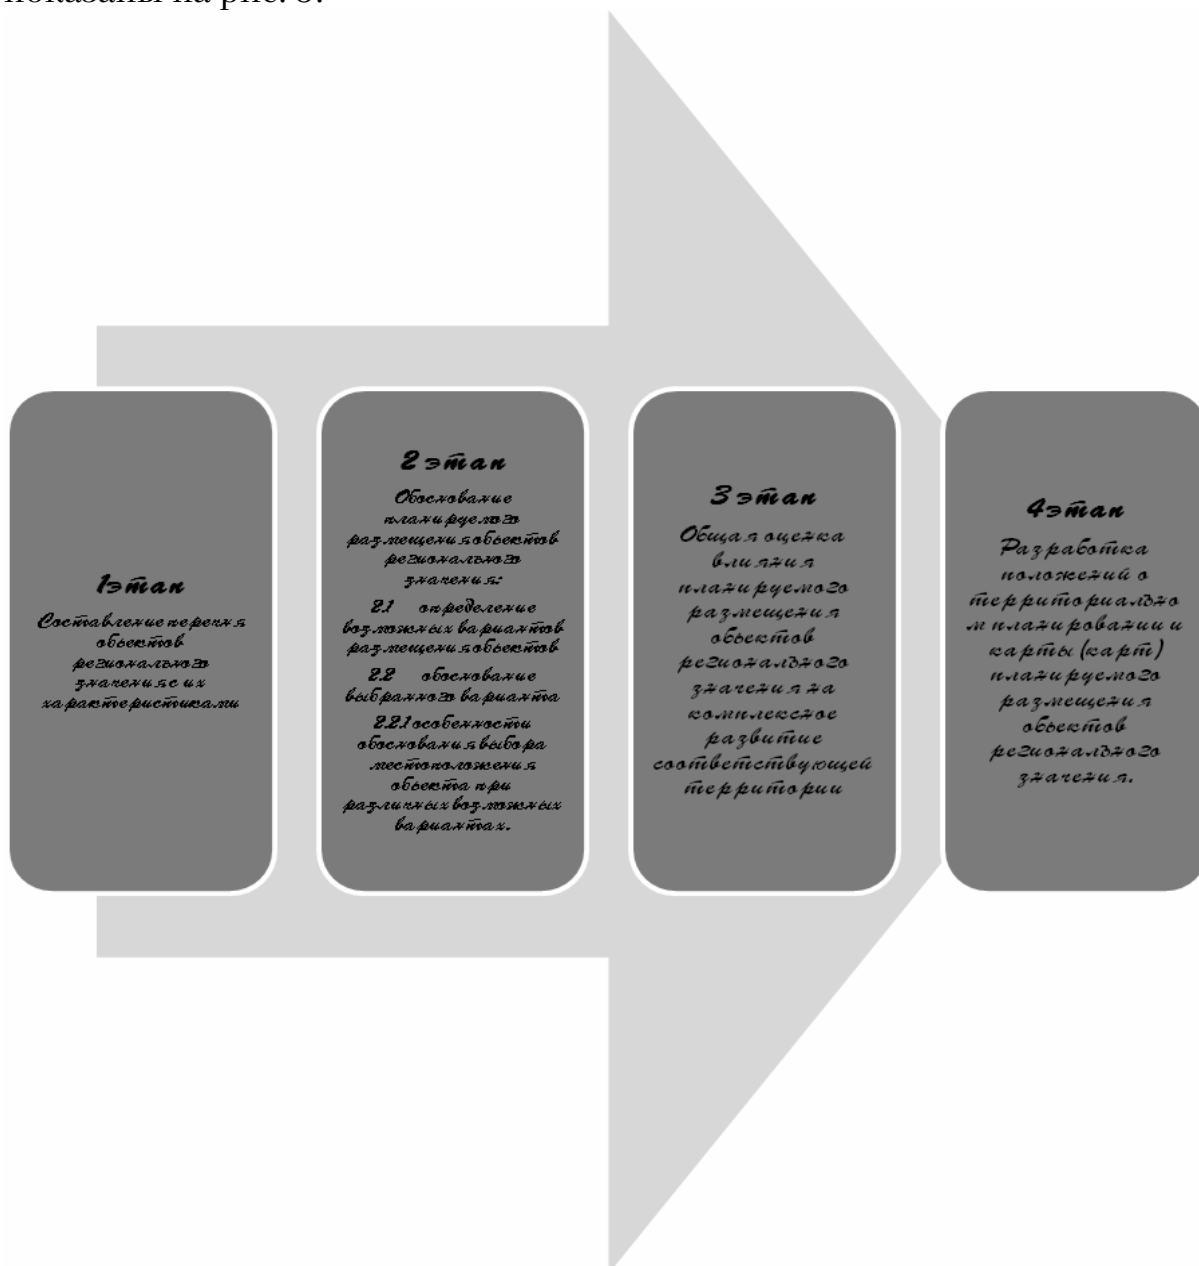 показаны на рис.
1этап
Составление перечня
объектов
регионального
значения с их
характеристиками
2 этап
Обоснование
планируемого
размещения объектов
регионального
значения:
2.1 определение
возможных вариантов
размещения объектов
2.2 обоснование
выбранного варианта
2.2.1 особенности
обоснования выбора
местоположения
объекта при
различных возможных
вариантах.
3 этап
Общая оценка
влияния
планируемого
размещения
объектов
регионального
значения на
комплексное
развитие
соответствующей
территории
4этап
Разработка
положений о
территориально
м планировании и
карты (карт)
планируемого
размещения
объектов
регионального
значения.